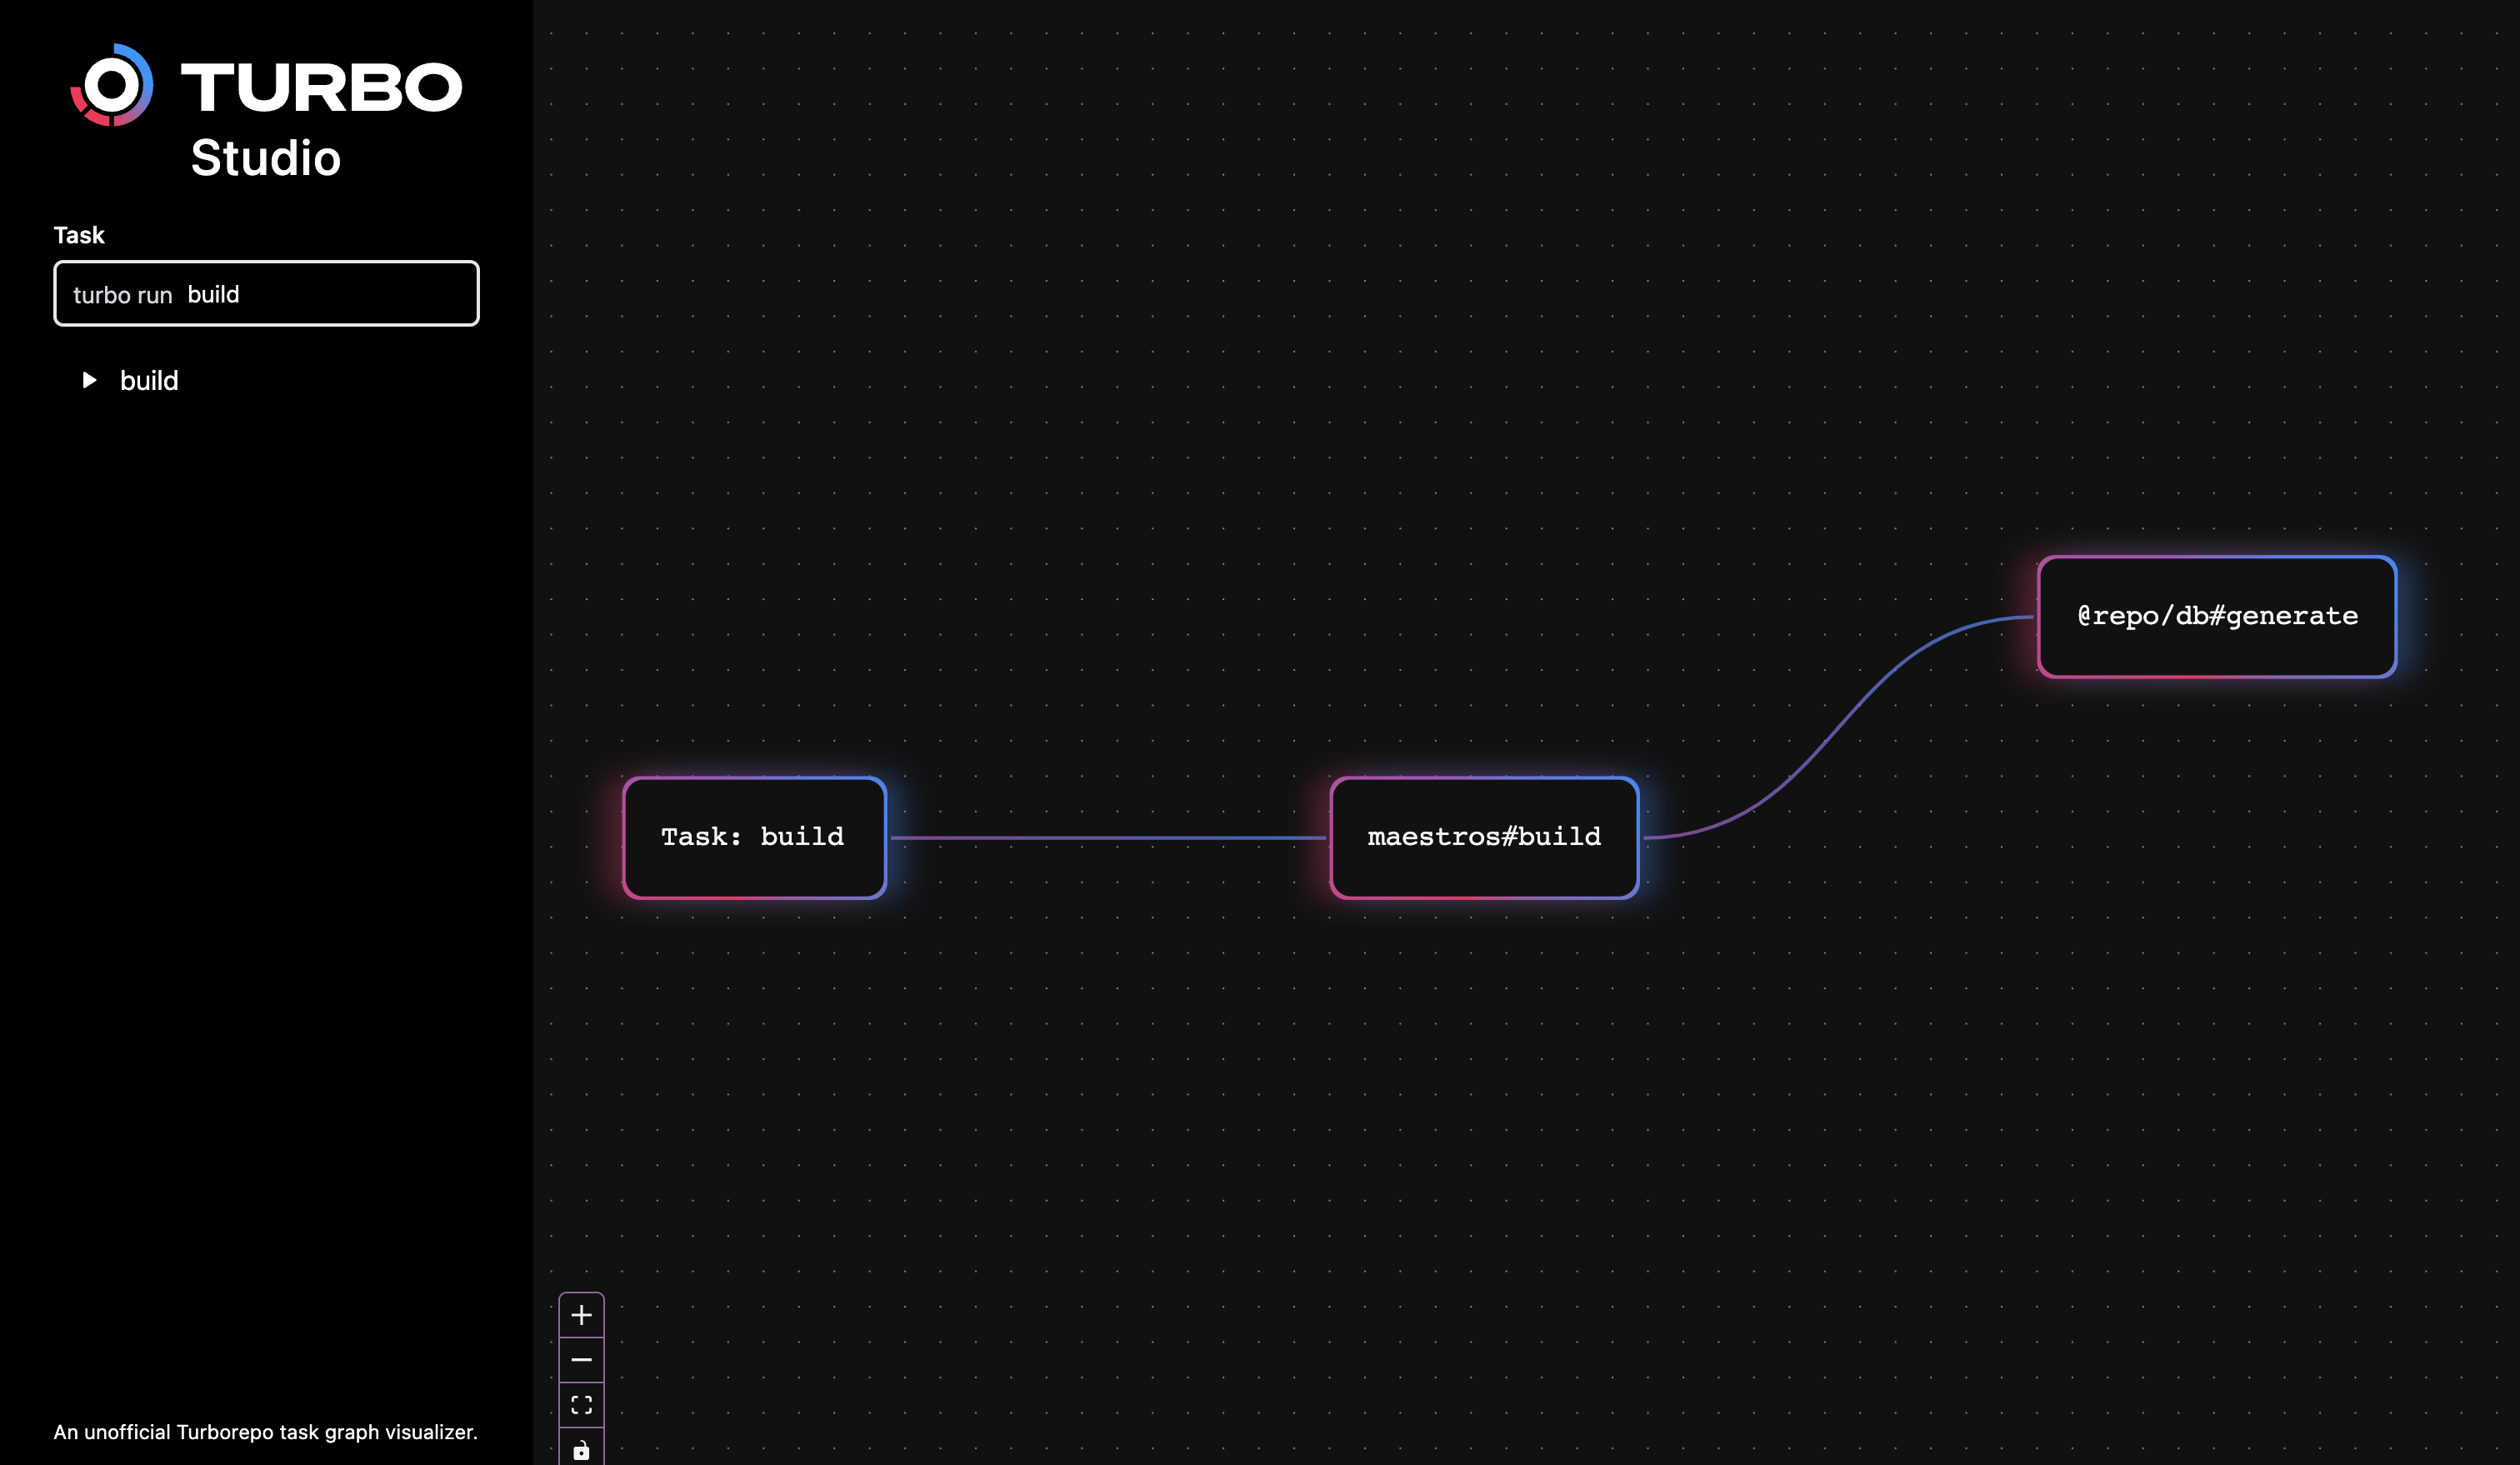 TURBO
Studio
Task
turbo run build
build
Task: build
maestros#build
@repo/db#generate
An unofficial Turborepo task graph visualizer.